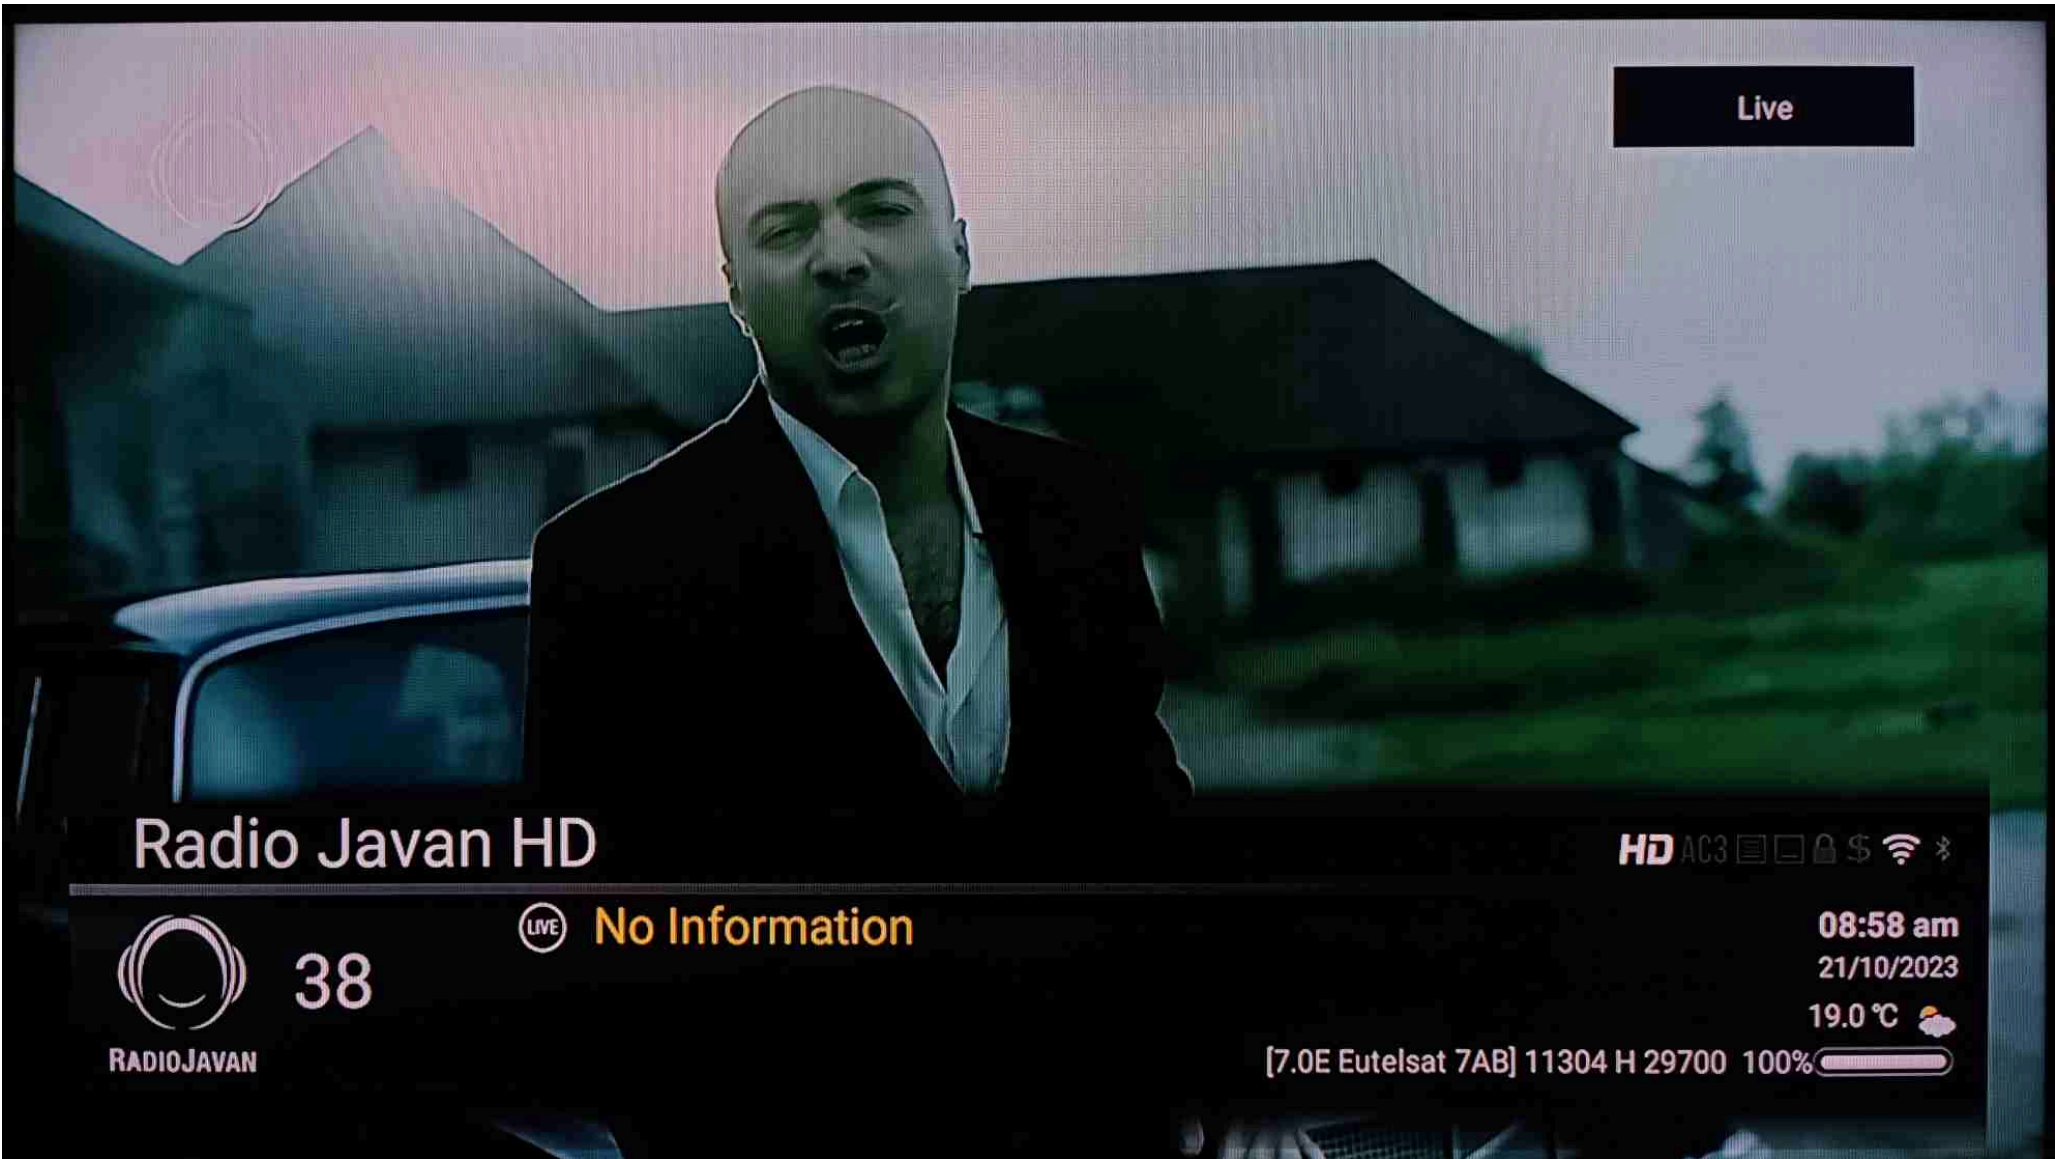 Live
Radio Javan HD
HD AC3 $
LIVE No Information
08:58 am
38
21/10/2023
19.0 °C
RADIOJAVAN
[7.0E Eutelsat 7AB] 11304 H 29700 100%